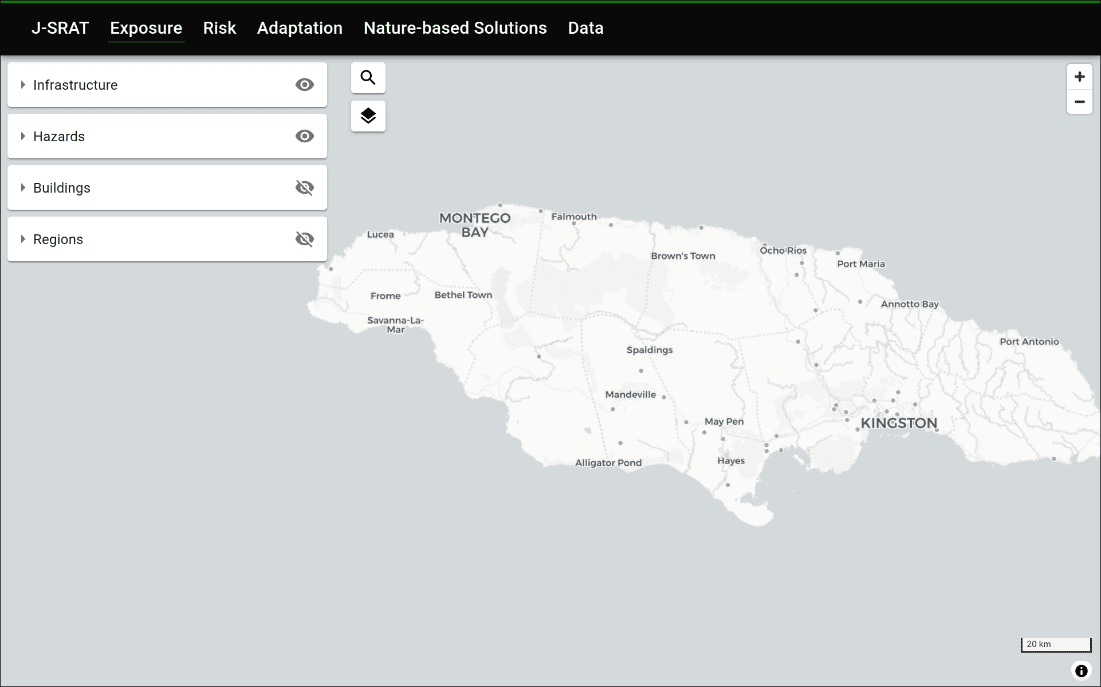 J-SRAT Exposure Risk Adaptation Nature-based Solutions Data
Infrastructure
Hazards
Buildings
Regions
MONTEGO
BAY
Falmouth
Lucea
Brown's Town
Ocho Rios
Port Maria
Frome
Bethel Town
Annotto Bay
Savanna-La-
Mar
Port Antonio
Spaldings
Mandeville
May Pen
KINGSTON
Alligator Pond
Hayes
20 km